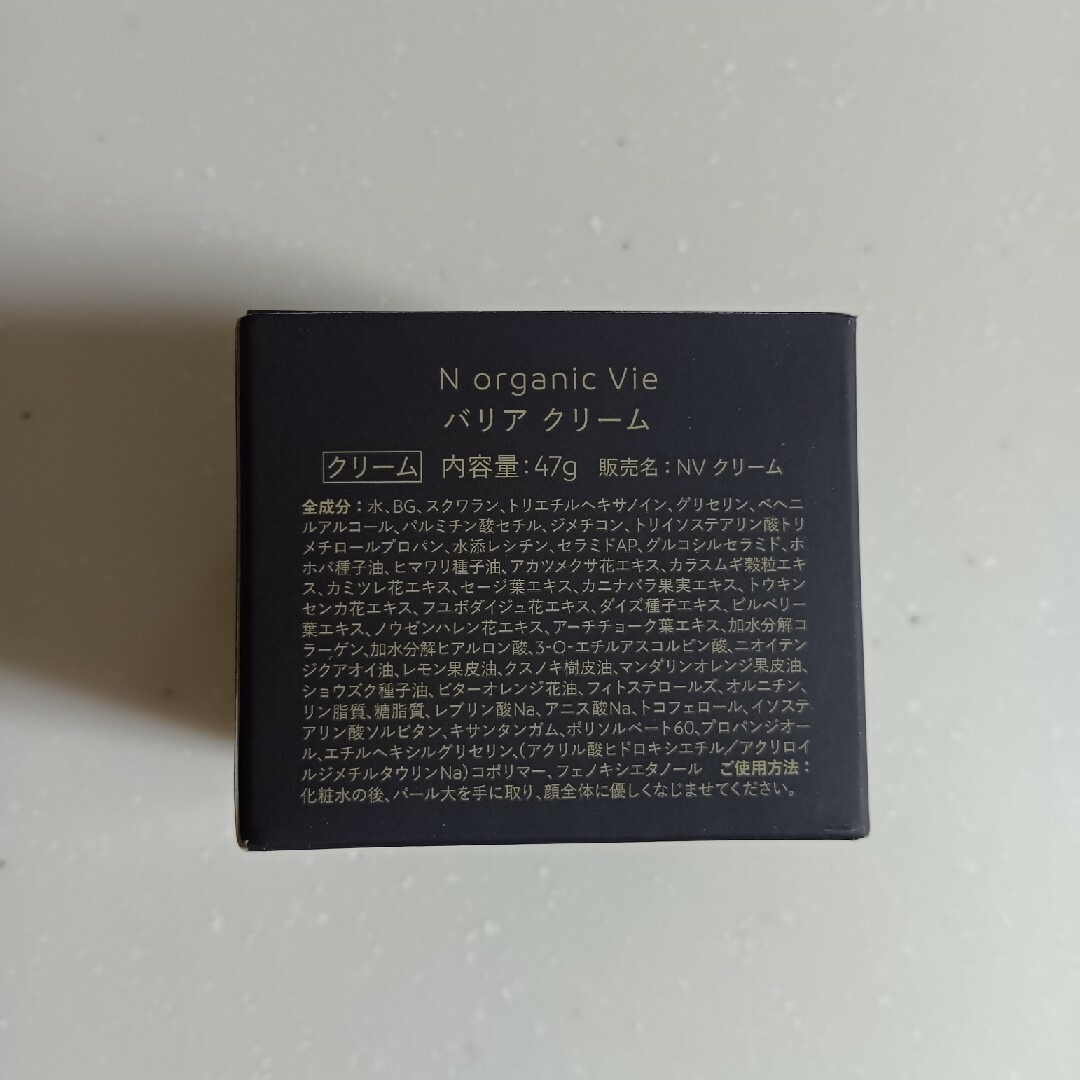 N organic Vie
バリア クリーム
クリーム 内容量:47g 販売名:NV クリーム
全成分:水、BG、スクワラン、トリエチルヘキサノイン、グリセリン、ベヘニ
ルアルコール、パルミチン酸セチル、ジメチコン、トリイソステアリン酸トリ
メチロールプロパン、水添レシチン、セラミドAP、グルコシルセラミド、ホ
ホバ種子油、ヒマワリ種子油、アカツメクサ花エキス、カラスムギ穀粒エキ
ス、カミツレ花エキス、セージ葉エキス、カニナバラ果実エキス、トウキン
センカ花エキス、フユボダイジュ花エキス、ダイズ種子エキス、ビルベリー
葉エキス、ノウゼンハレン花エキス、アーチチョーク葉エキス、加水分解コ
ラーゲン、加水分解ヒアルロン酸、3-O-エチルアスコルビン酸、ニオイテン
ジクアオイ油、レモン果皮油、クスノキ樹皮油、マンダリンオレンジ果皮油、
ショウズク種子油、ビターオレンジ花油、フィトステロールズ、オルニチン、
リン脂質、糖脂質、レブリン酸Na、アニス酸Na、トコフェロール、イソステ
アリン酸ソルビタン、キサンタンガム、ポリソルベート60、プロパンジオー
ル、エチルヘキシルグリセリン、(アクリル酸ヒドロキシエチル/アクリロイ
ルジメチルタウリンNa)コポリマー、フェノキシエタノール ご使用方法:
化粧水の後、パール大を手に取り、顔全体に優しくなじませてください。